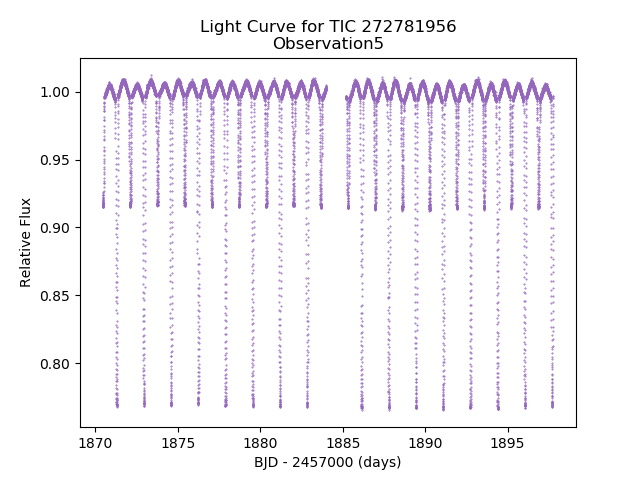 Light Curve for TIC 272781956
Observation5
1.00
0.95
0.90
0.85
0.80
Relative Flux
1870
1875
1880
1885
1890
1895
BJD - 2457000 (days)